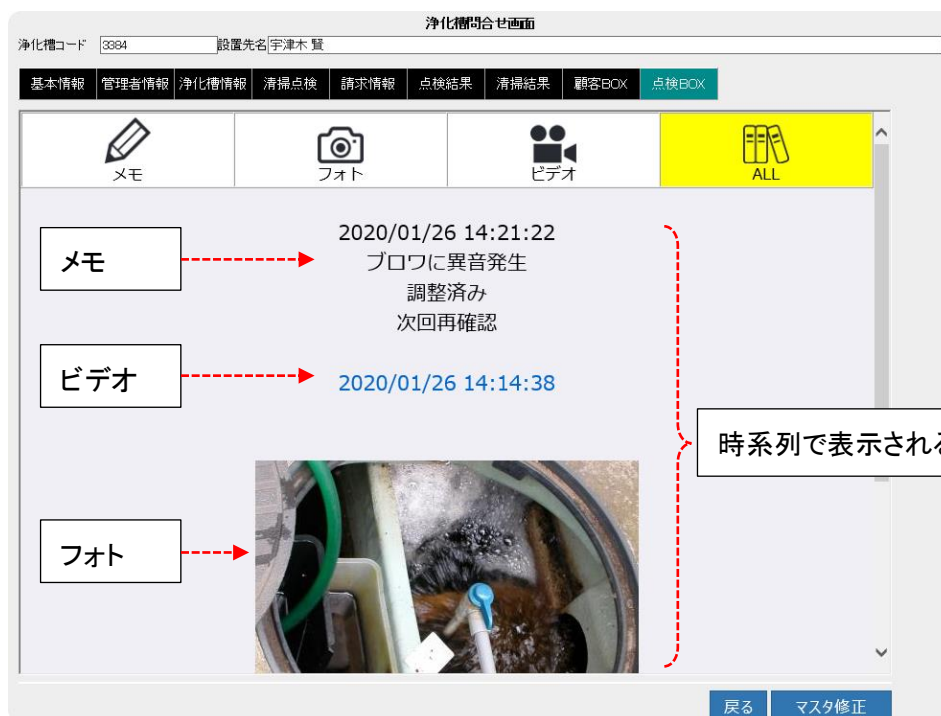 浄化槽問合せ画面
浄化槽コード 3384 設置先名 宇津木 賢
基本情報 管理者情報 浄化槽情報 清掃点検 請求情報 点検結果 清掃結果 顧客BOX 点検BOX
メモ フォト ビデオ ALL
2020/01/26 14:21:22
メモ ブロワに異音発生
調整済み
次回再確認
ビデオ 2020/01/26 14:14:38
時系列で表示される
フォト
戻る マスタ修正